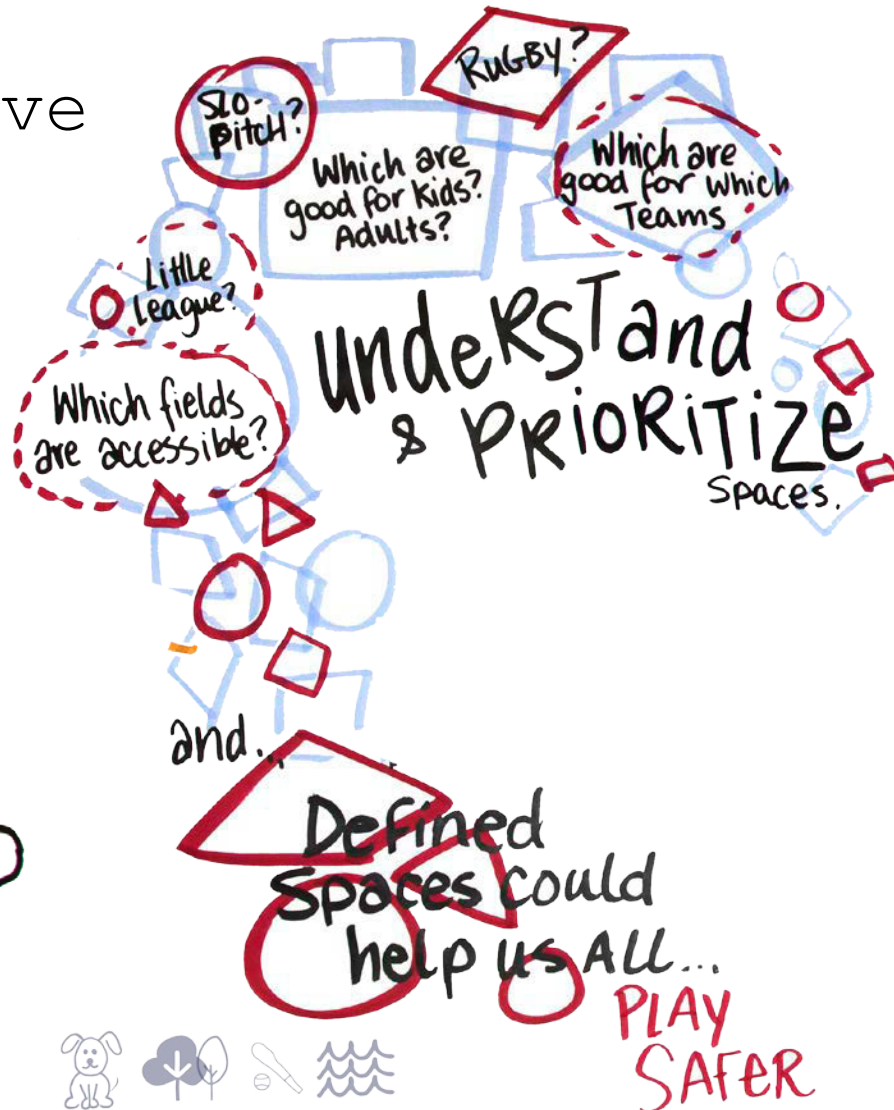 ve
Slo-
Pitch?
Rugby?
Which are
good for Kids?
Adults?
Which are
good for which
Teams
Little
League?
Which fields
are accessible?
Understand
& Prioritize
Spaces.
and...
Defined
Spaces could
help us ALL...
PLAY
SAFER